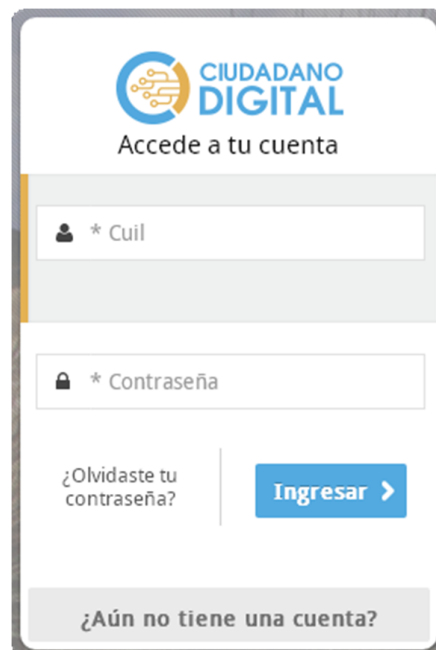 CIUDADANO
DIGITAL
Accede a tu cuenta
* Cuil
* Contraseña
¿Olvidaste tu
contraseña?
Ingresar
¿Aún no tiene una cuenta?